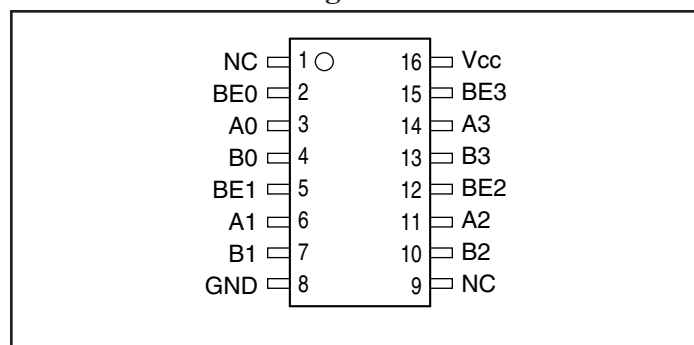 NC 1 16 Vcc
BE0 2 15 BE3
A0 3 14 A3
B0 4 13 B3
BE1 5 12 BE2
A1 6 11 A2
B1 7 10 B2
GND 8 9 NC